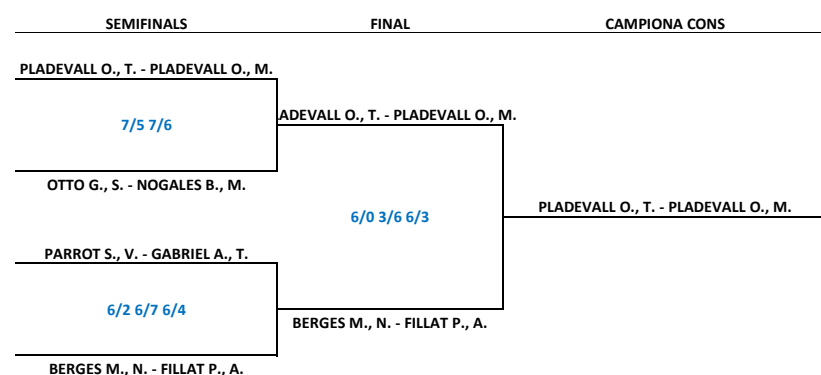 SEMIFINALS FINAL CAMPIONA CONS
PLADEVALL O., T. - PLADEVALL O., M.
7/5 7/6
ADEVALL O., T. - PLADEVALL O., M.
OTTO G., S. - NOGALES B., M.
6/0 3/6 6/3
PLADEVALL O., T. - PLADEVALL O., M.
PARROT S., V. - GABRIEL A., T.
6/2 6/7 6/4
BERGES M., N. - FILLAT P., A.
BERGES M., N. - FILLAT P., A.